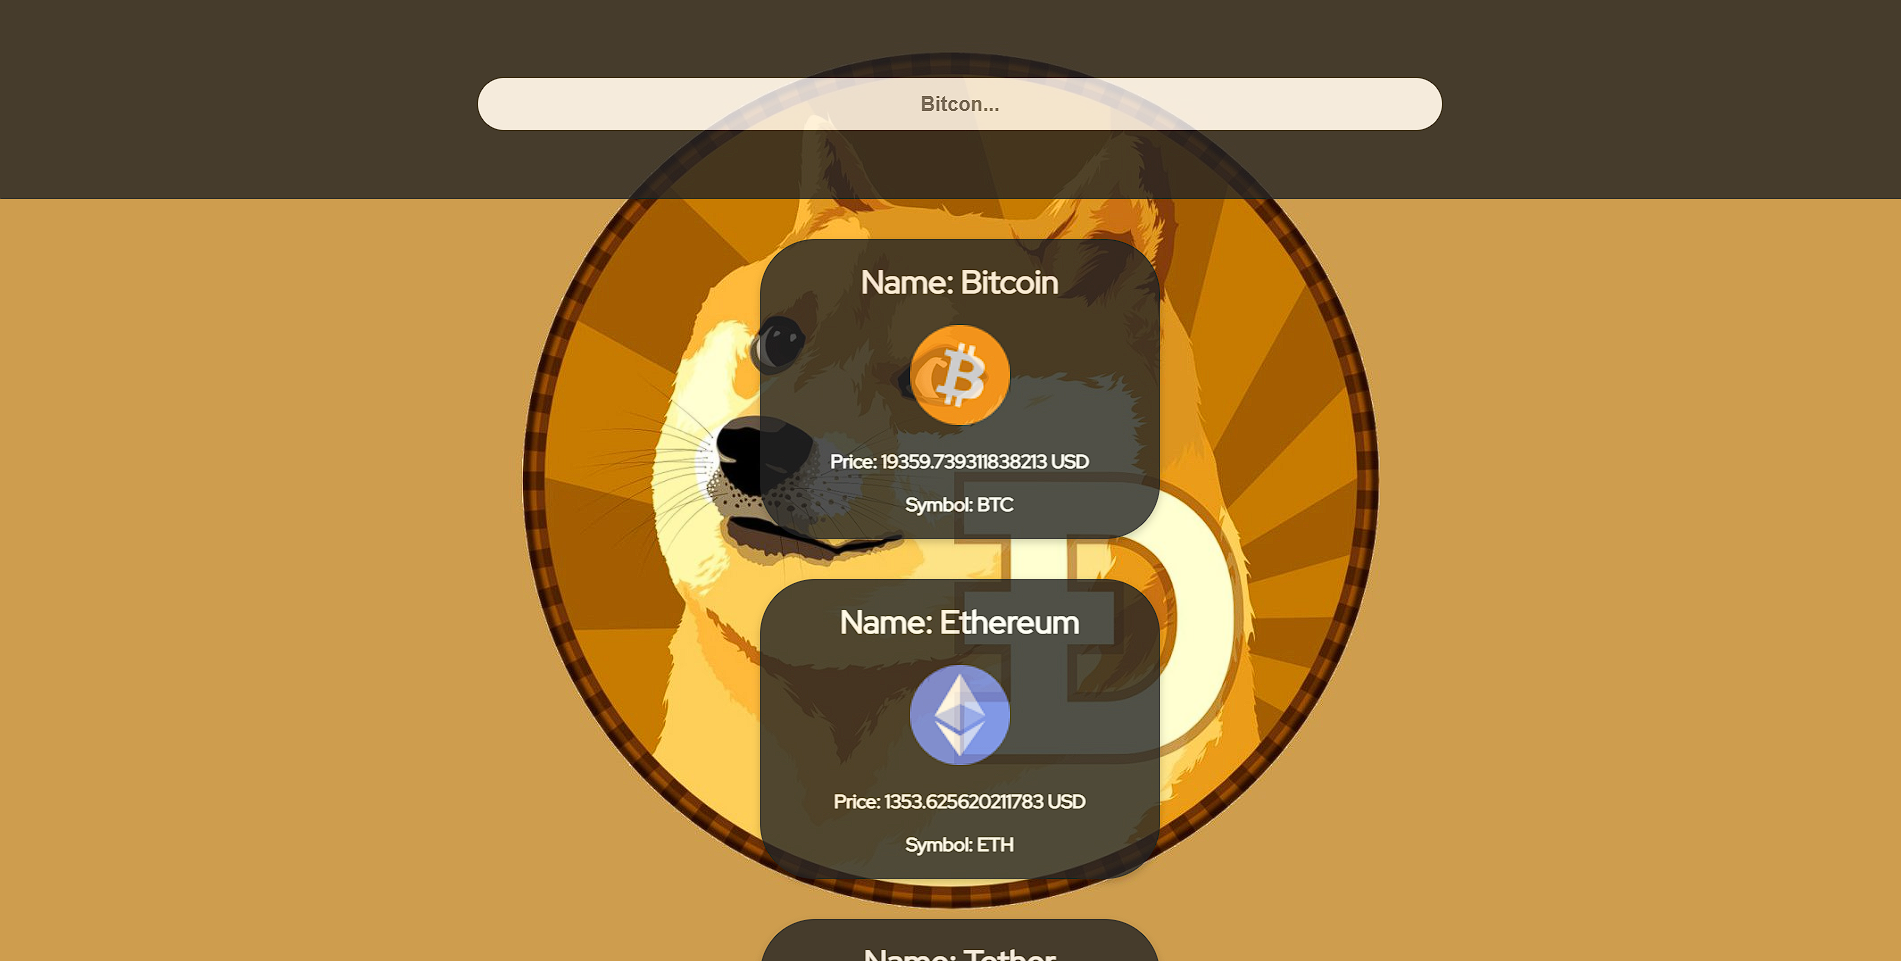 Bitcon...
Name: Bitcoin
Price: 19359.739311838213 USD
Symbol: BTC
Name: Ethereum
Price: 1353.625620211783 USD
Symbol: ETH
Name: Tether